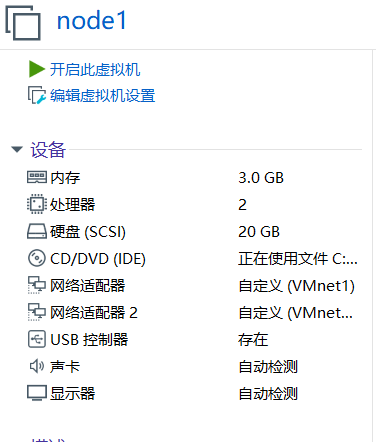 node1
开启此虚拟机
编辑虚拟机设置
设备
内存 3.0 GB
处理器 2
硬盘 (SCSI) 20 GB
CD/DVD (IDE) 正在使用文件 C:...
网络适配器 自定义 (VMnet1)
网络适配器 2 自定义 (VMnet...
USB 控制器 存在
声卡 自动检测
显示器 自动检测